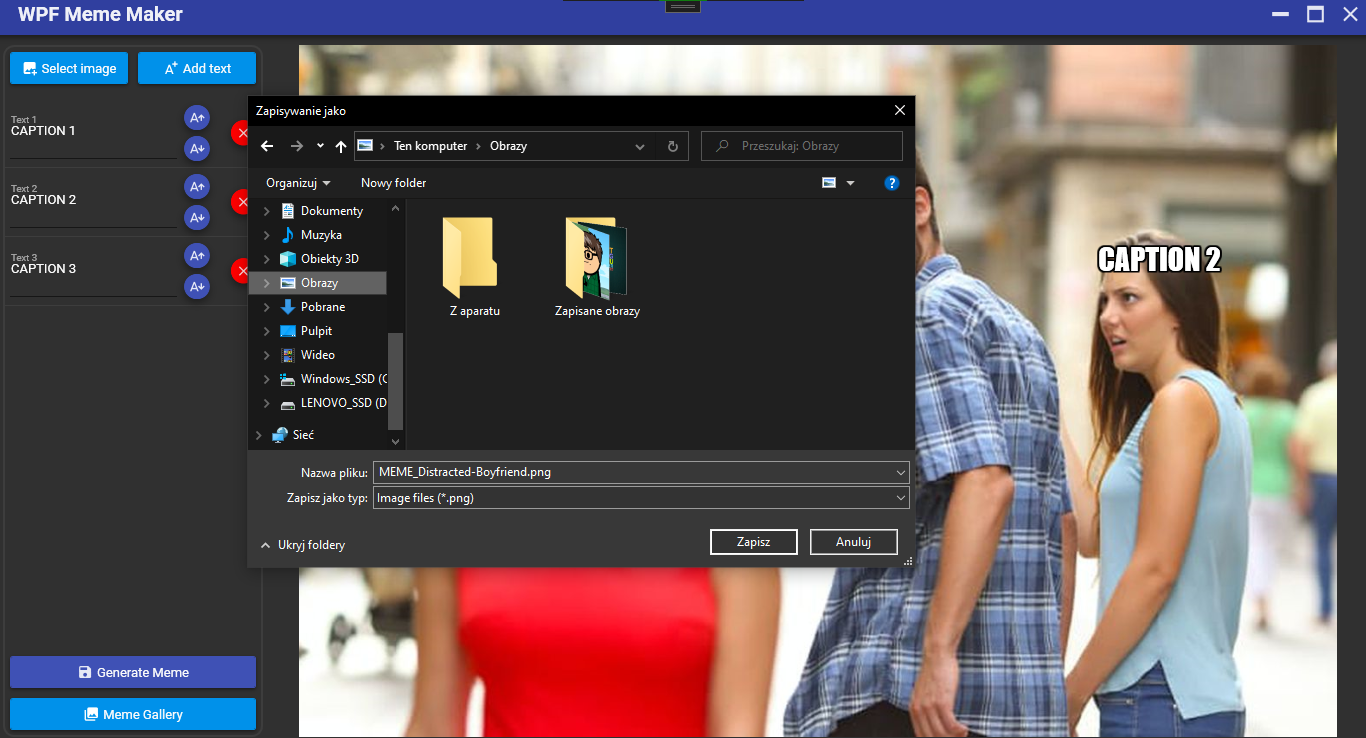 WPF Meme Maker
Select image
A+ Add text
Text 1
CAPTION 1
Text 2
CAPTION 2
Text 3
CAPTION 3
Generate Meme
Meme Gallery
Zapisywanie jako
Ten komputer
Obrazy
Przeszukaj: Obrazy
Organizuj
Nowy folder
Dokumenty
Muzyka
Obiekty 3D
Obrazy
Pobrane
Pulpit
Wideo
Windows_SSD (C
LENOVO_SSD (D
Sieć
Z aparatu
Zapisane obrazy
Nazwa pliku: MEME_Distracted-Boyfriend.png
Zapisz jako typ: Image files (*.png)
Ukryj foldery
Zapisz
Anuluj
CAPTION 2